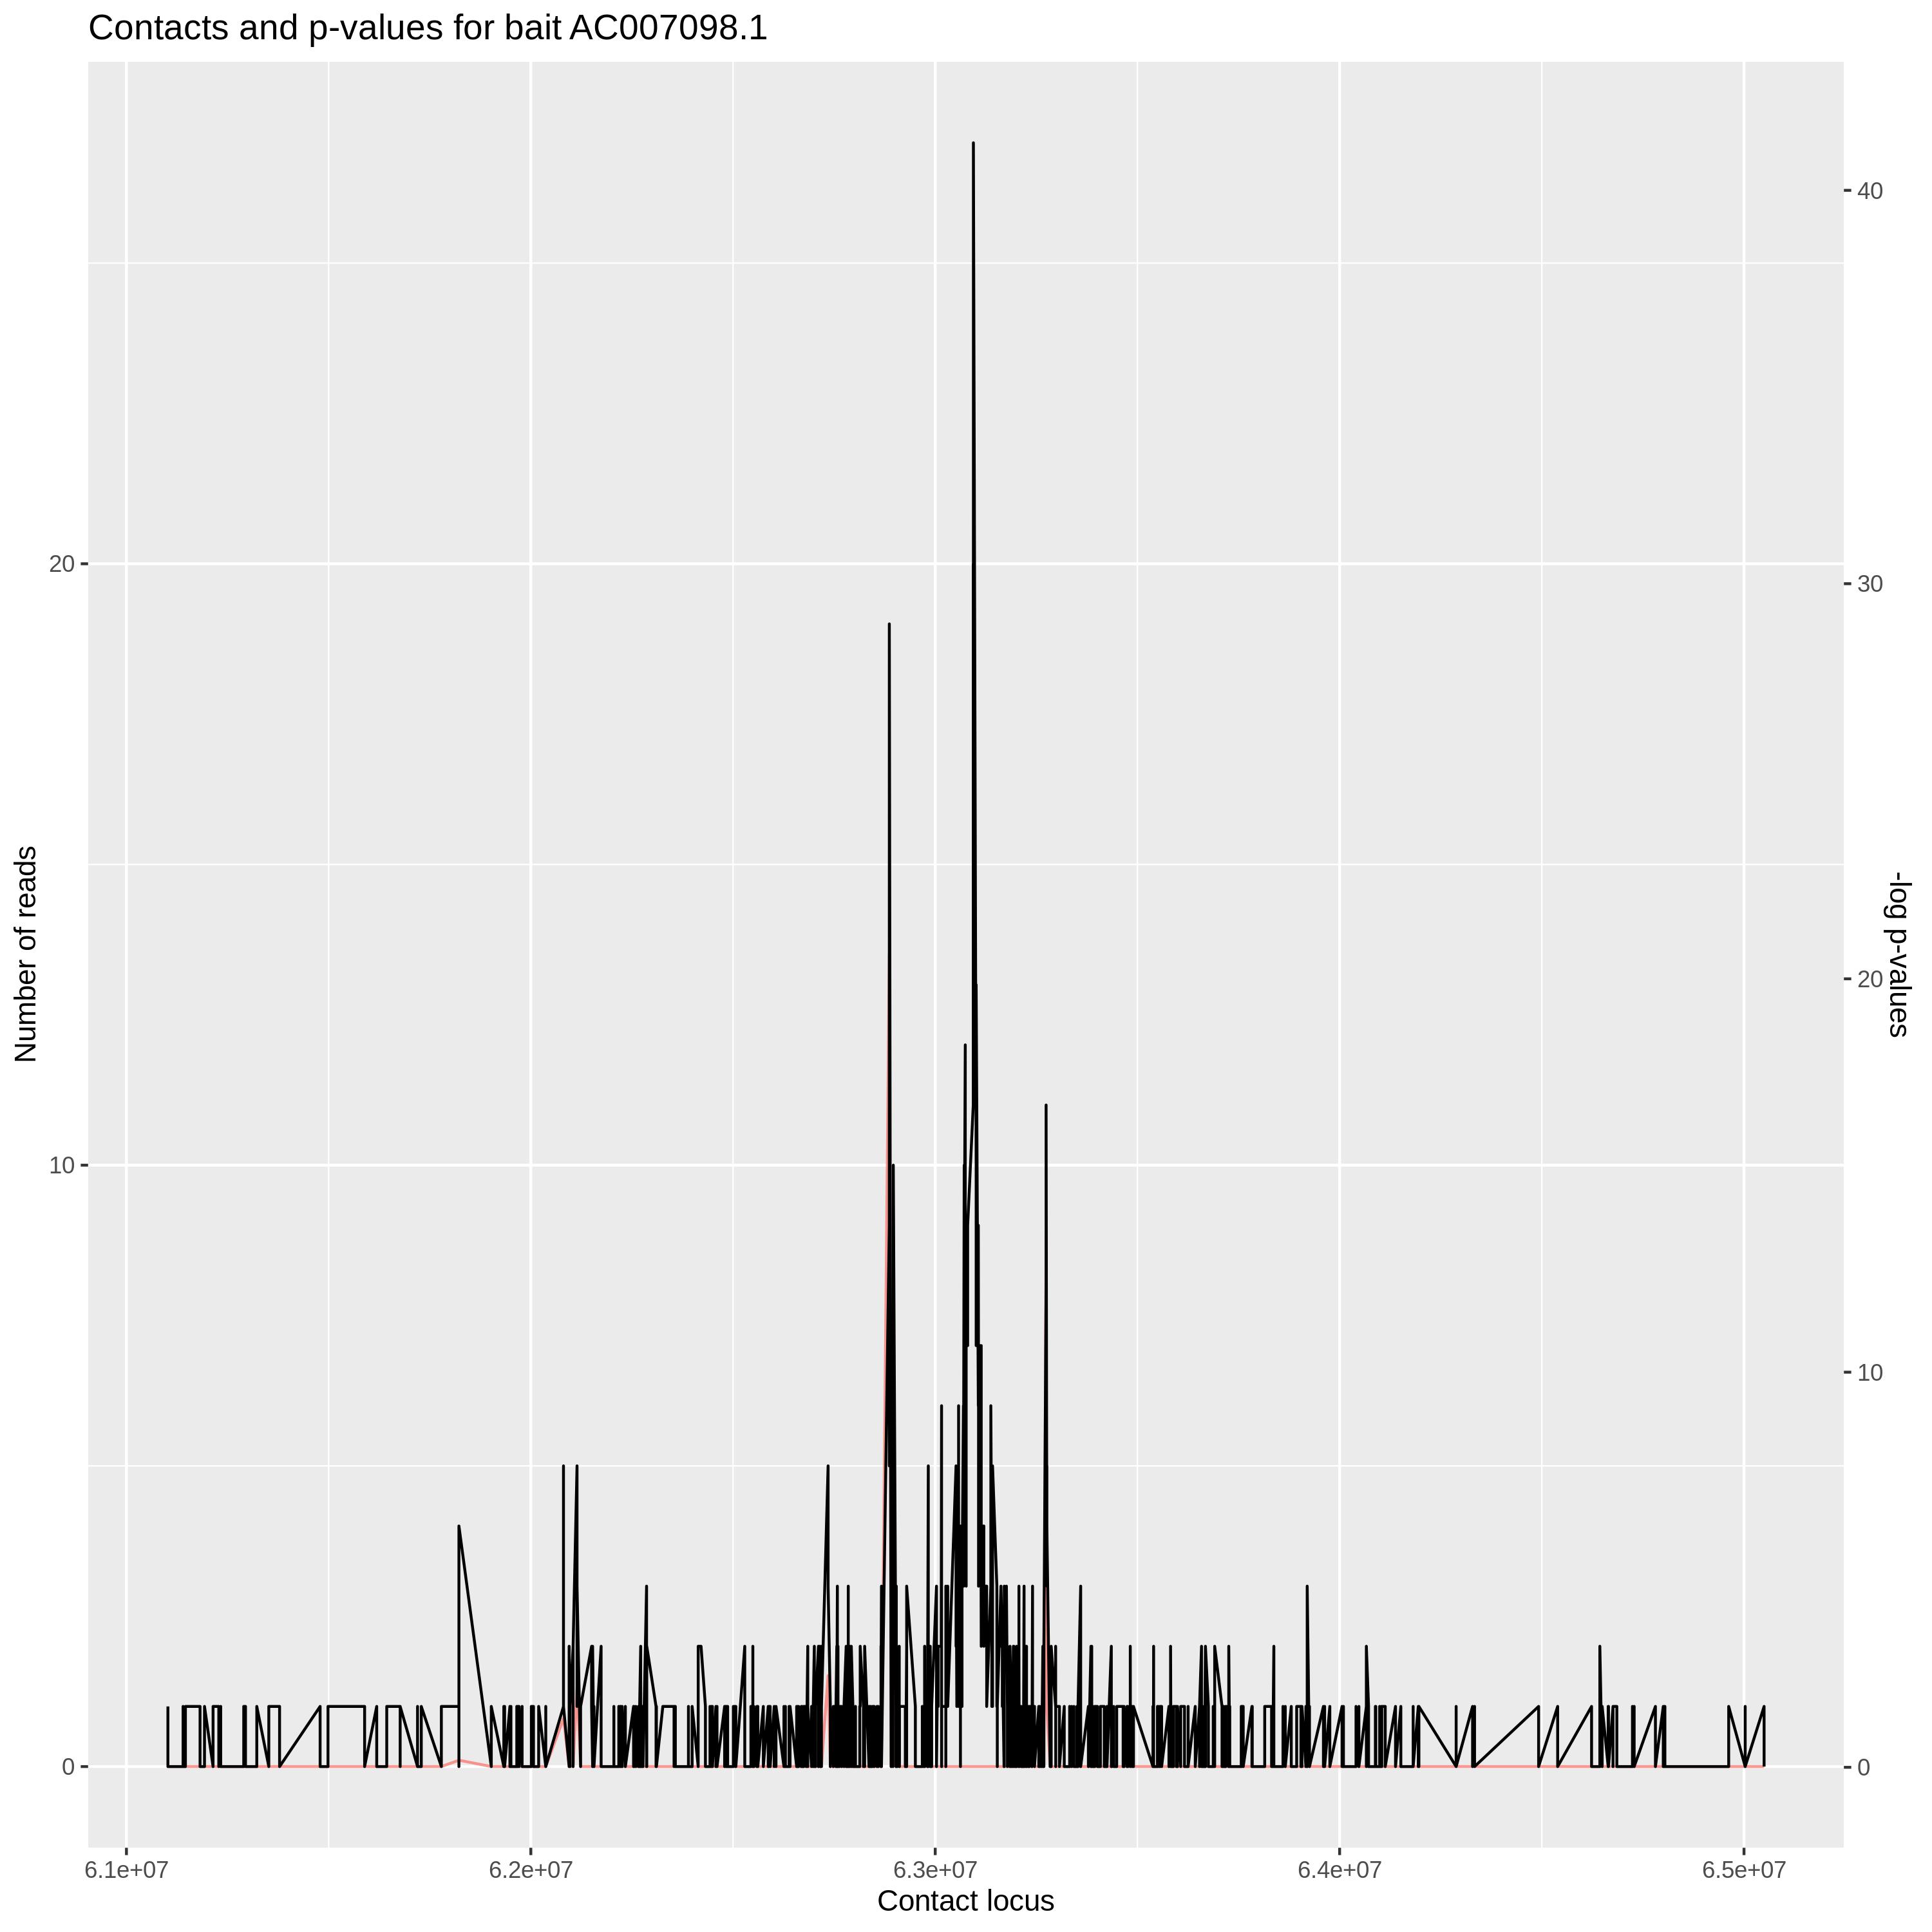 Contacts and p-values for bait AC007098.1
Number of reads
20
10
0
40
30
20
10
0
-log p-values
6.1e+07
6.2e+07
6.3e+07
6.4e+07
6.5e+07
Contact locus